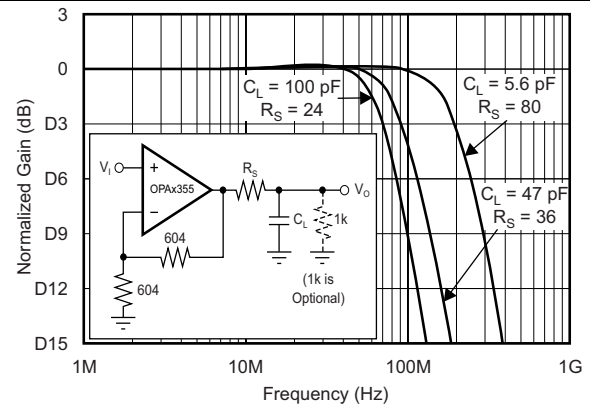 3
0
D3
D6
D9
D12
D15
Normalized Gain (dB)
C_L = 100 pF
R_S = 24
C_L = 5.6 pF
R_S = 80
C_L = 47 pF
R_S = 36
V_I
+
OPAx355
−
R_S
V_O
C_L
1k
604
604
(1k is
Optional)
1M
10M
100M
1G
Frequency (Hz)